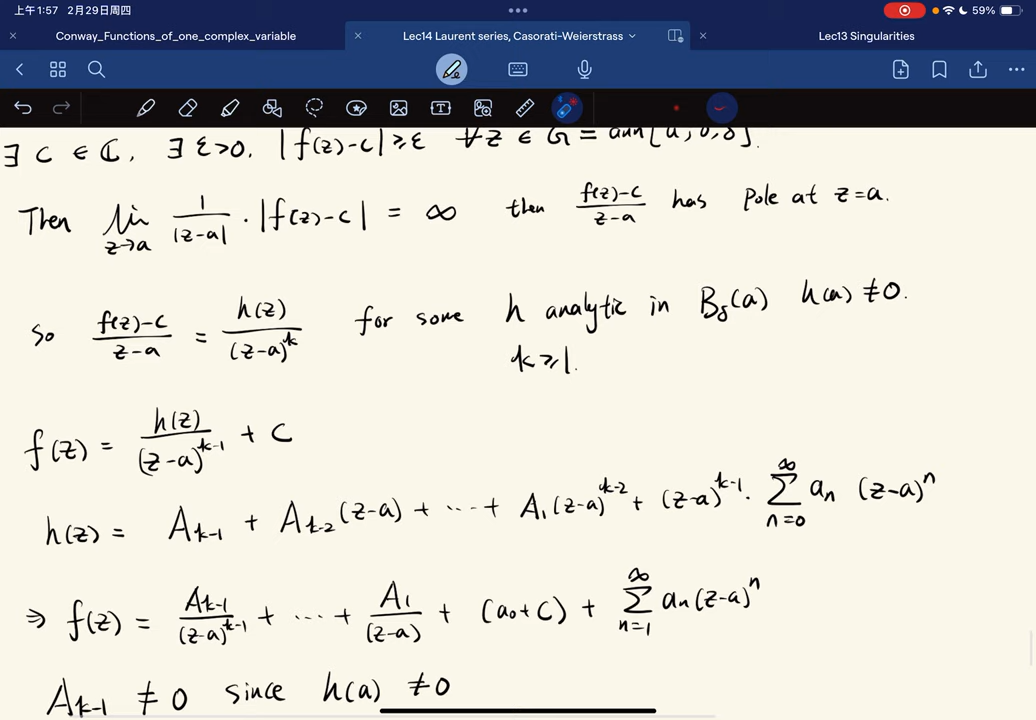 上午1:57 2月29日周四
59%
Conway_Functions_of_one_complex_variable
Lec14 Laurent series, Casorati-Weierstrass
Lec13 Singularities
∃ c ∈ ℂ, ∃ ε>0, |f(z)-c| ≥ ε ∀z ∈ G = ann[a,0,δ].
Then lim_{z→a} 1/|z-a| · |f(z)-c| = ∞ then (f(z)-c)/(z-a) has Pole at z=a.
So (f(z)-c)/(z-a) = h(z)/(z-a)^k for some h analytic in B_δ(a) h(a) ≠ 0.
k ≥ 1.
f(z) = h(z)/(z-a)^{k-1} + C
h(z) = A_{k-1} + A_{k-2}(z-a) + ··· + A_1(z-a)^{k-2} + (z-a)^{k-1} · ∑_{n=0}^{∞} a_n (z-a)^n
⇒ f(z) = A_{k-1}/(z-a)^{k-1} + ··· + A_1/(z-a) + (a_0+C) + ∑_{n=1}^{∞} a_n(z-a)^n
A_{k-1} ≠ 0 since h(a) ≠ 0